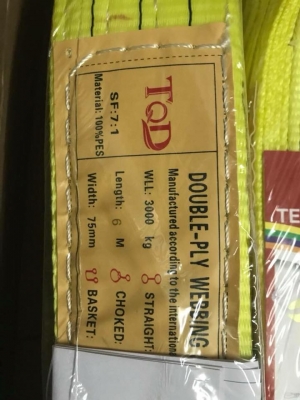 TQD
SF:7:1
Material: 100%PES
DOUBLE-PLY WEBBING
Manufactured according to the internation
WLL: 3000 kg
STRAIGHT:
Length: 6 M
CHOKED:
Width: 75mm
BASKET:
TE